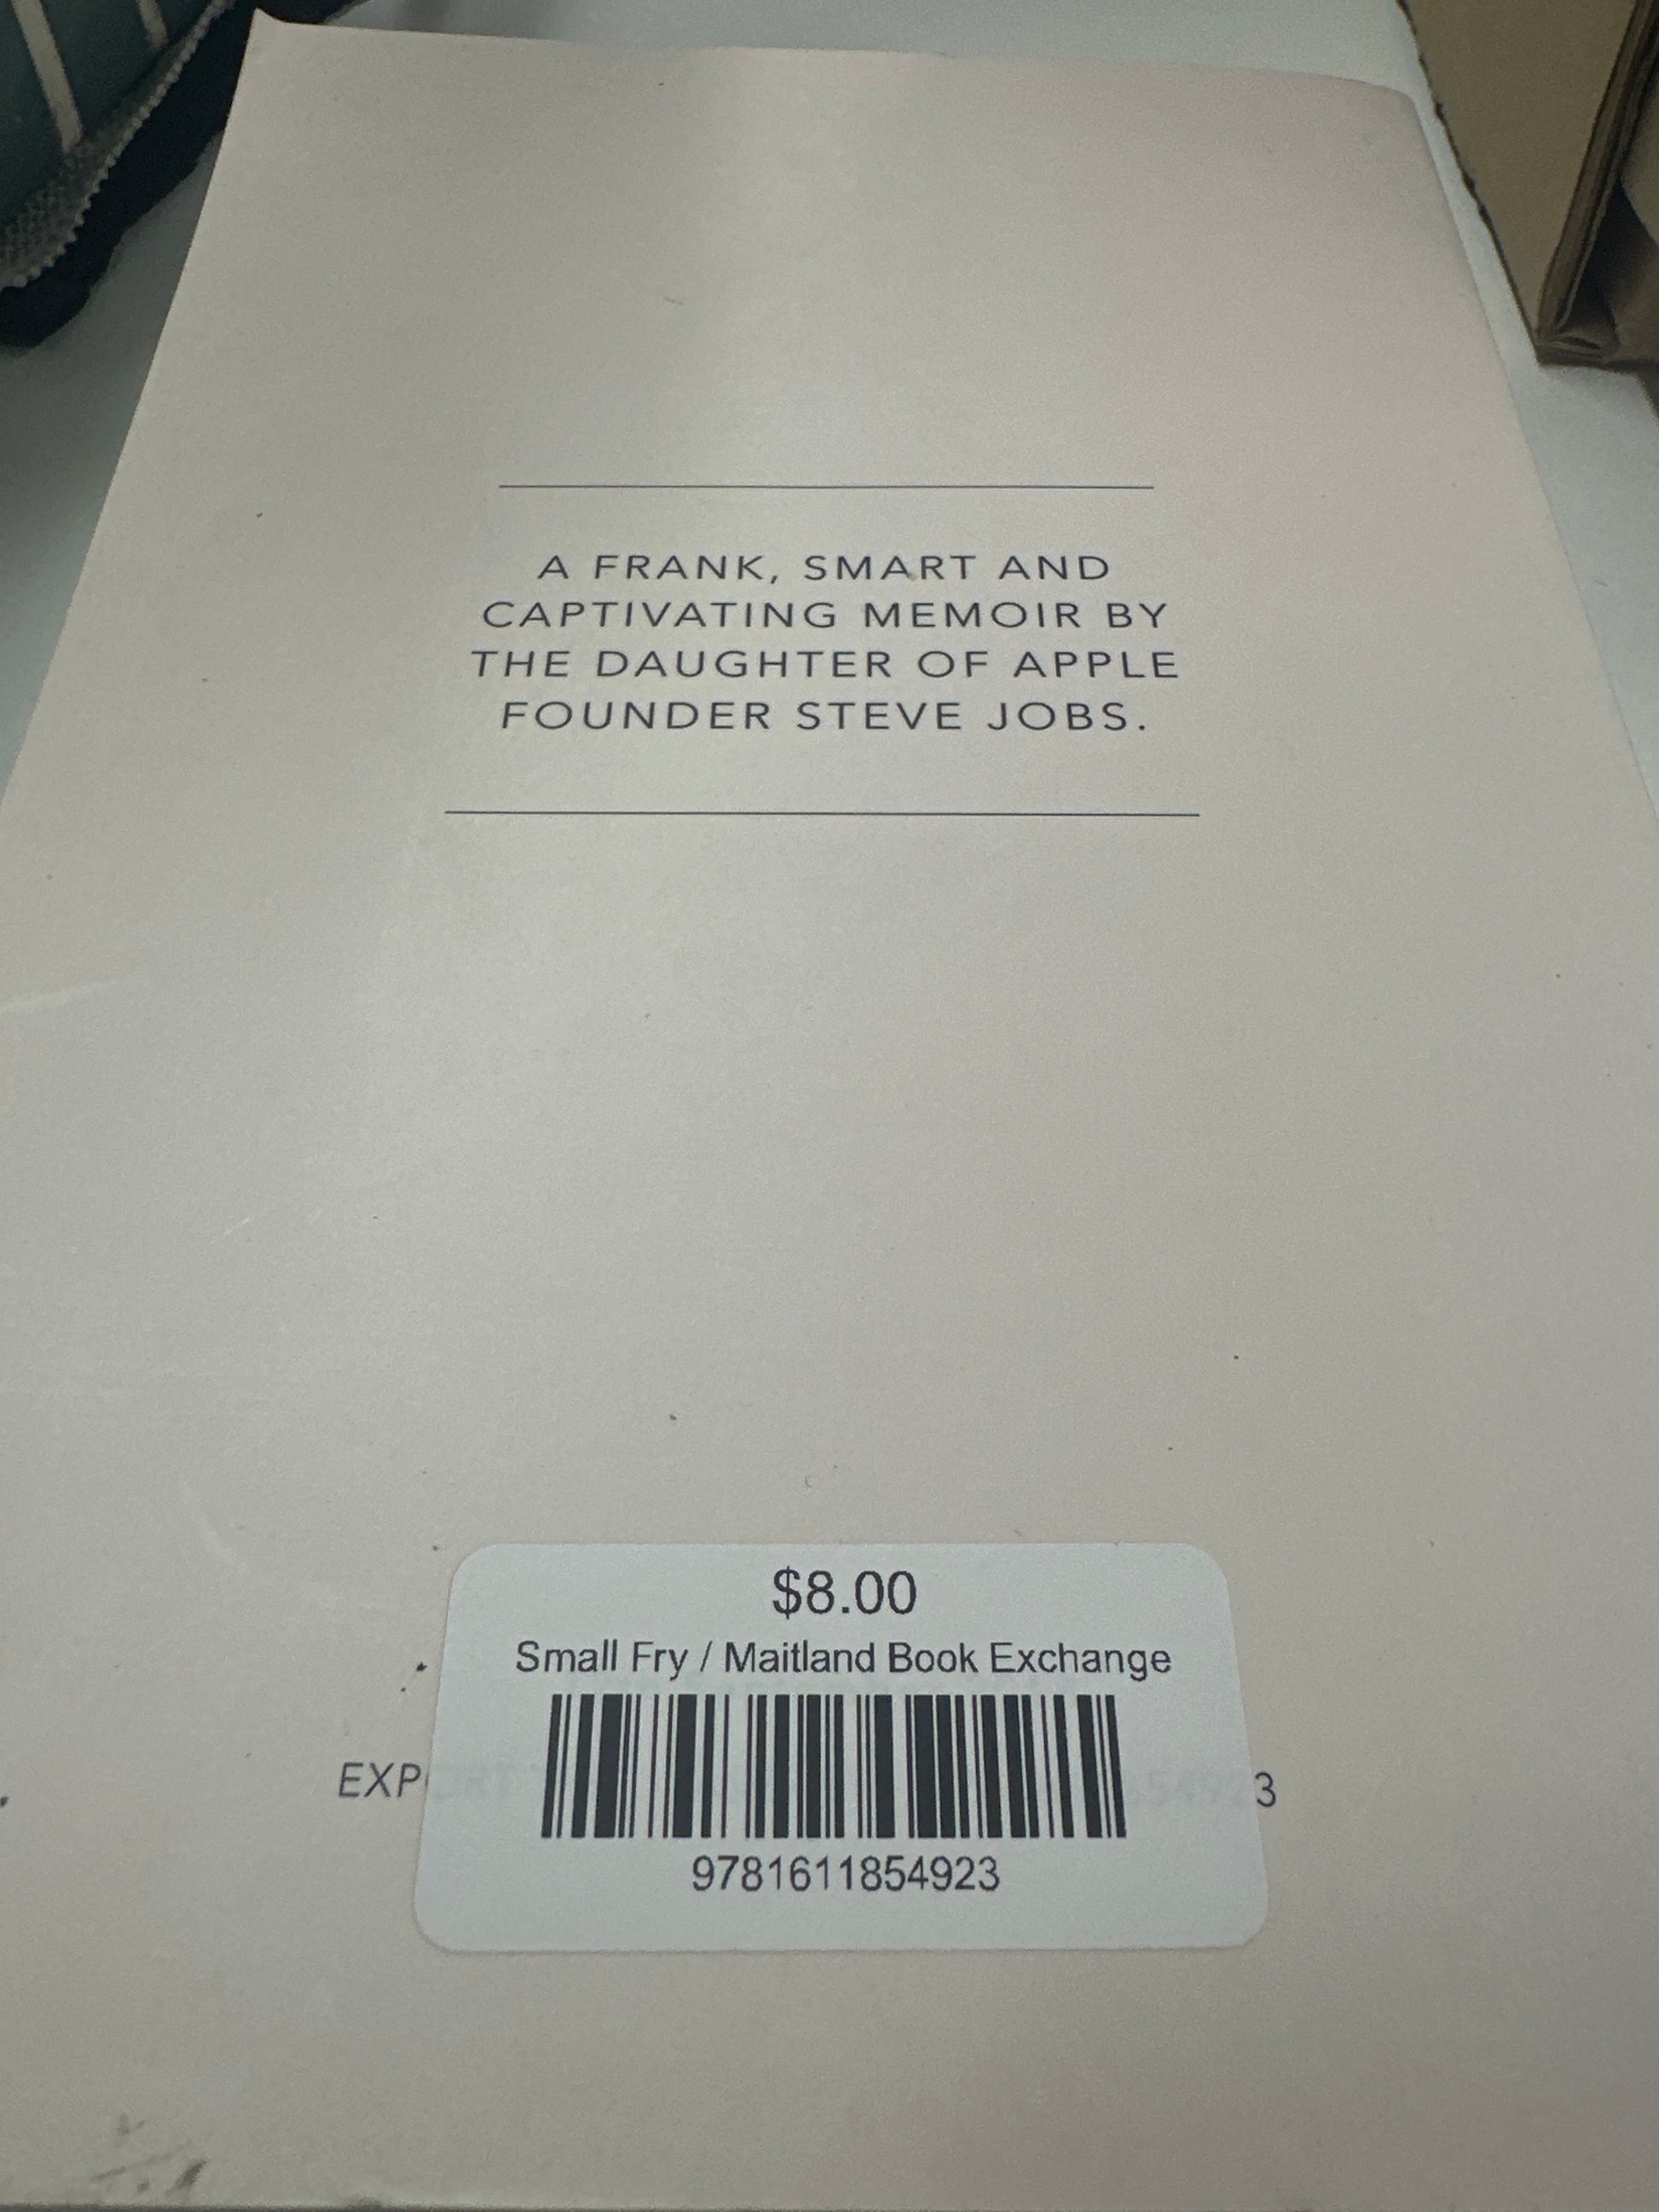 A FRANK, SMART AND
CAPTIVATING MEMOIR BY
THE DAUGHTER OF APPLE
FOUNDER STEVE JOBS.
$8.00
Small Fry / Maitland Book Exchange
9781611854923